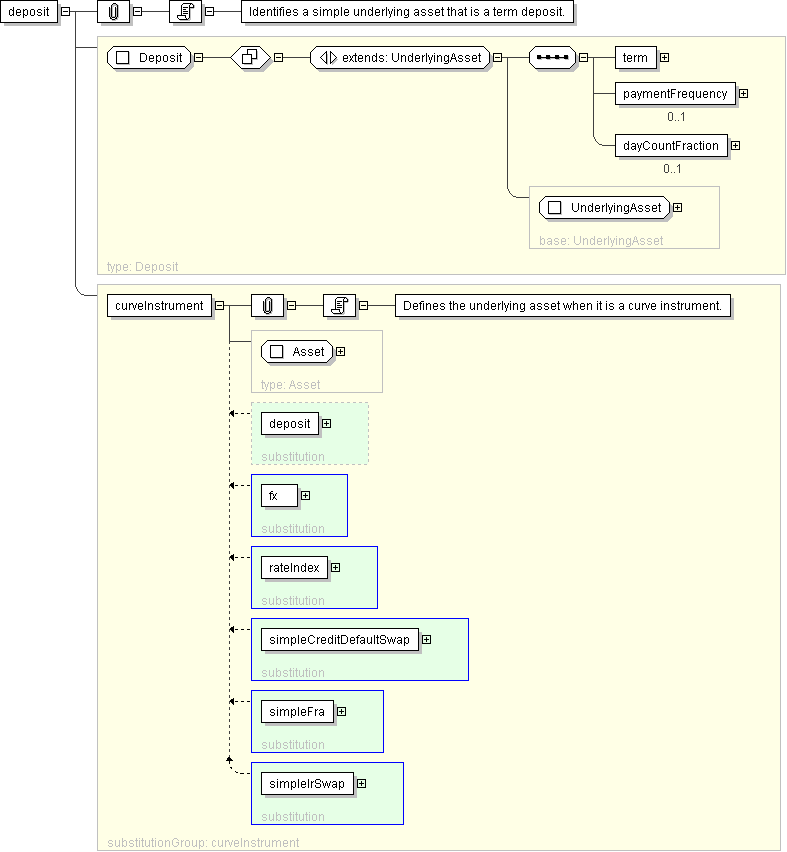 deposit
Identifies a simple underlying asset that is a term deposit.
Deposit
extends: UnderlyingAsset
term
paymentFrequency
0..1
dayCountFraction
0..1
UnderlyingAsset
base: UnderlyingAsset
type: Deposit
curveInstrument
Defines the underlying asset when it is a curve instrument.
Asset
type: Asset
deposit
substitution
fx
substitution
rateIndex
substitution
simpleCreditDefaultSwap
substitution
simpleFra
substitution
simpleIrSwap
substitution
substitutionGroup: curveInstrument